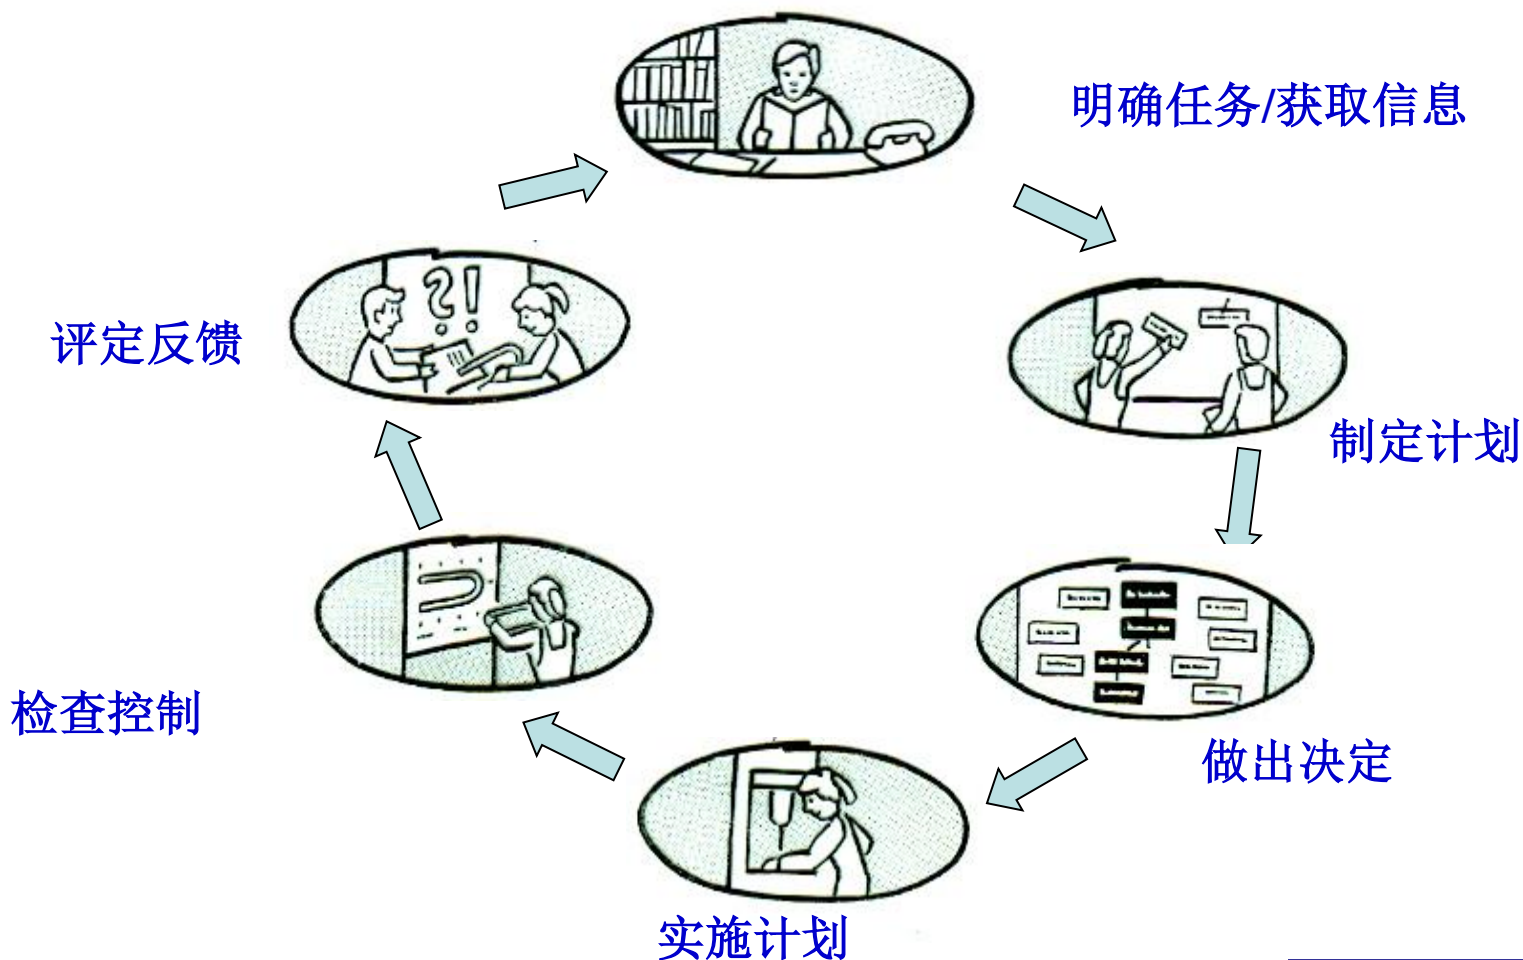 明确任务/获取信息
制定计划
做出决定
实施计划
检查控制
评定反馈
?!